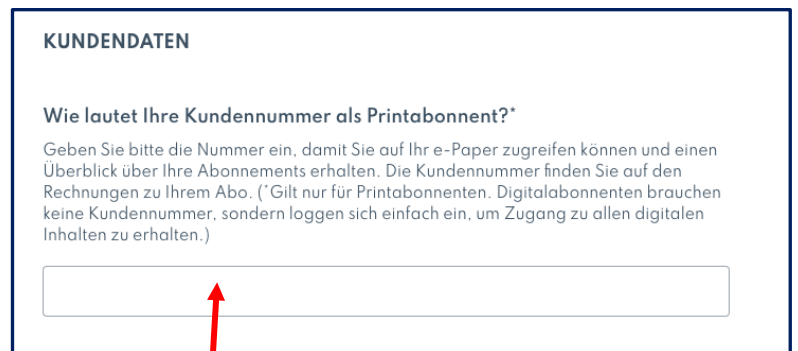 KUNDENDATEN
Wie lautet Ihre Kundennummer als Printabonnent?*
Geben Sie bitte die Nummer ein, damit Sie auf Ihr e-Paper zugreifen können und einen
Überblick über Ihre Abonnements erhalten. Die Kundennummer finden Sie auf den
Rechnungen zu Ihrem Abo. (*Gilt nur für Printabonnenten. Digitalabonnenten brauchen
keine Kundennummer, sondern loggen sich einfach ein, um Zugang zu allen digitalen
Inhalten zu erhalten.)